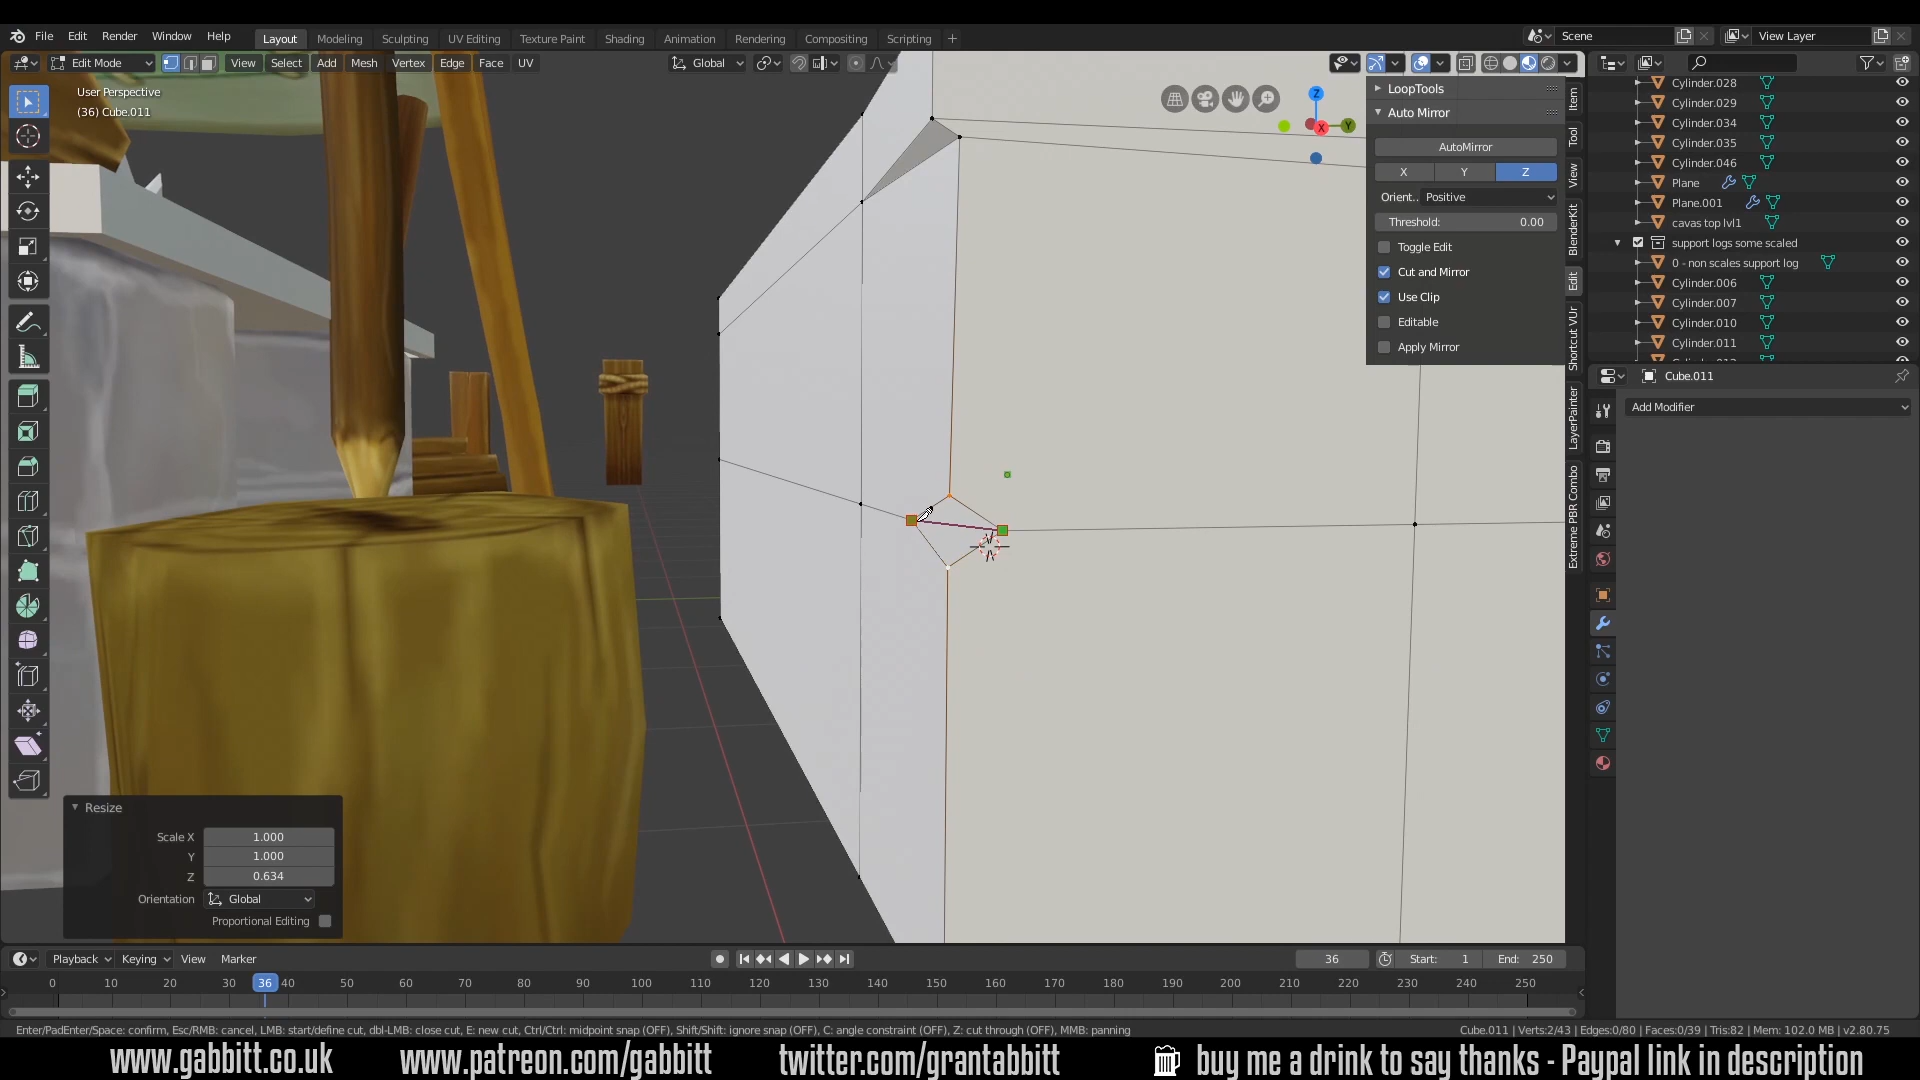 File Edit Render Window Help Layout Modeling Sculpting UV Editing Texture Paint Shading Animation Rendering Compositing Scripting + Scene View Layer
Edit Mode View Select Add Mesh Vertex Edge Face UV Global
User Perspective
(36) Cube.011
Z
X
Y
LoopTools
Auto Mirror
AutoMirror
X Y Z
Orient.. Positive
Threshold: 0.00
Toggle Edit
Cut and Mirror
Use Clip
Editable
Apply Mirror
Item
Tool
View
BlenderKit
Edit
Shortcut VUr
LayerPainter
Extreme PBR Combo
Cylinder.028
Cylinder.029
Cylinder.034
Cylinder.035
Cylinder.046
Plane
Plane.001
cavas top lvl1
support logs some scaled
0 - non scales support log
Cylinder.006
Cylinder.007
Cylinder.010
Cylinder.011
Cube.011
Add Modifier
Resize
Scale X 1.000
Y 1.000
Z 0.634
Orientation Global
Proportional Editing
Playback Keying View Marker 36 Start: 1 End: 250
0 10 20 30 36 40 50 60 70 80 90 100 110 120 130 140 150 160 170 180 190 200 210 220 230 240 250
Enter/PadEnter/Space: confirm, Esc/RMB: cancel, LMB: start/define cut, dbl-LMB: close cut, E: new cut, Ctrl/Ctrl: midpoint snap (OFF), Shift/Shift: ignore snap (OFF), C: angle constraint (OFF), Z: cut through (OFF), MMB: panning
Cube.011 | Verts:2/43 | Edges:0/80 | Faces:0/39 | Tris:82 | Mem: 102.0 MB | v2.80.75
www.gabbitt.co.uk www.patreon.com/gabbitt twitter.com/grantabbitt buy me a drink to say thanks - Paypal link in description